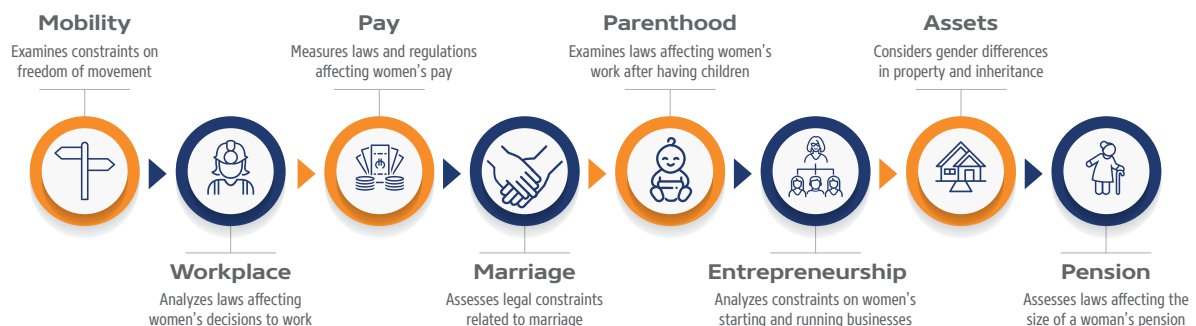 Mobility
Examines constraints on
freedom of movement
Pay
Measures laws and regulations
affecting women's pay
Parenthood
Examines laws affecting women's
work after having children
Assets
Considers gender differences
in property and inheritance
Workplace
Analyzes laws affecting
women's decisions to work
Marriage
Assesses legal constraints
related to marriage
Entrepreneurship
Analyzes constraints on women's
starting and running businesses
Pension
Assesses laws affecting the
size of a woman's pension